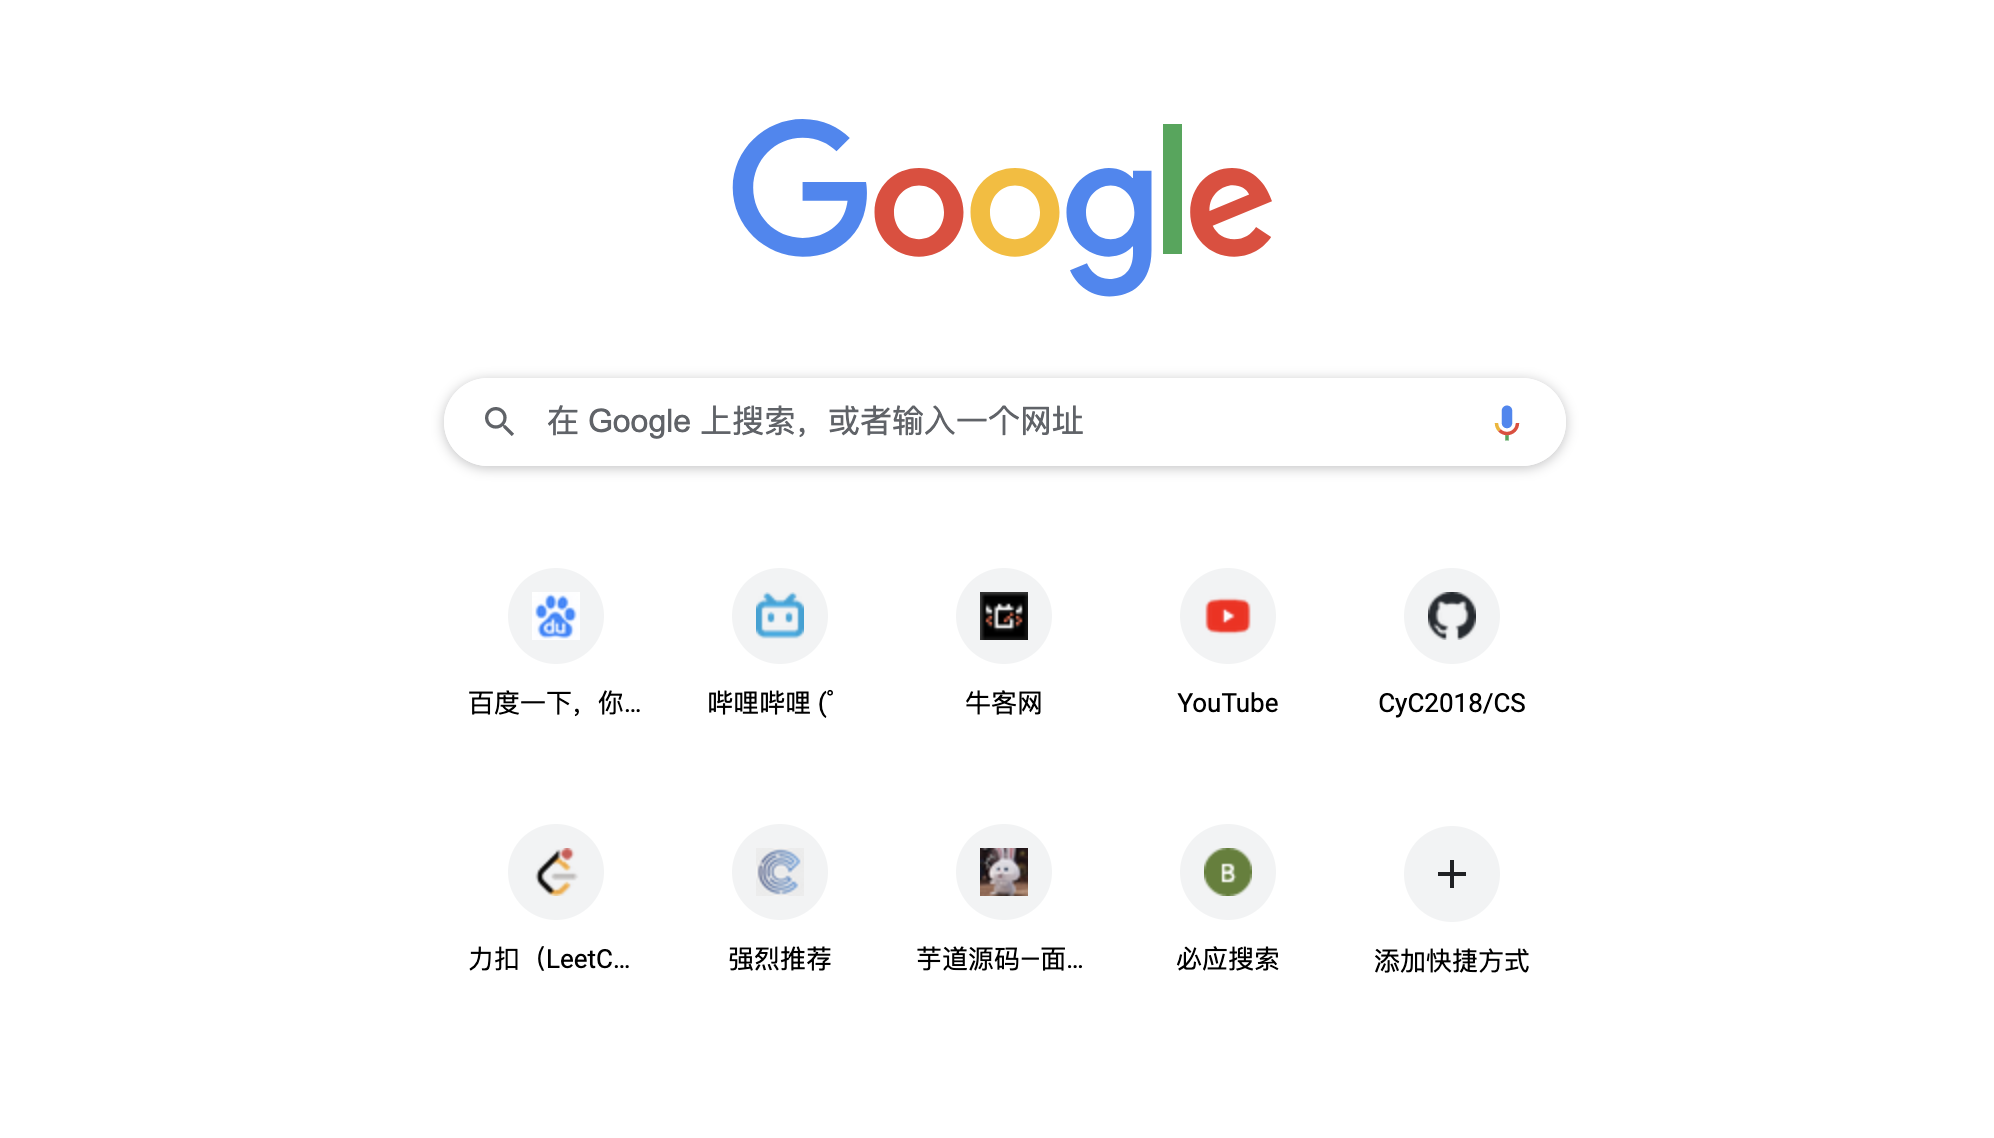 Google
在 Google 上搜索，或者输入一个网址
du
百度一下，你...
哔哩哔哩 (゜
牛客网
YouTube
CyC2018/CS
B
力扣（LeetC...
强烈推荐
芋道源码—面...
必应搜索
添加快捷方式